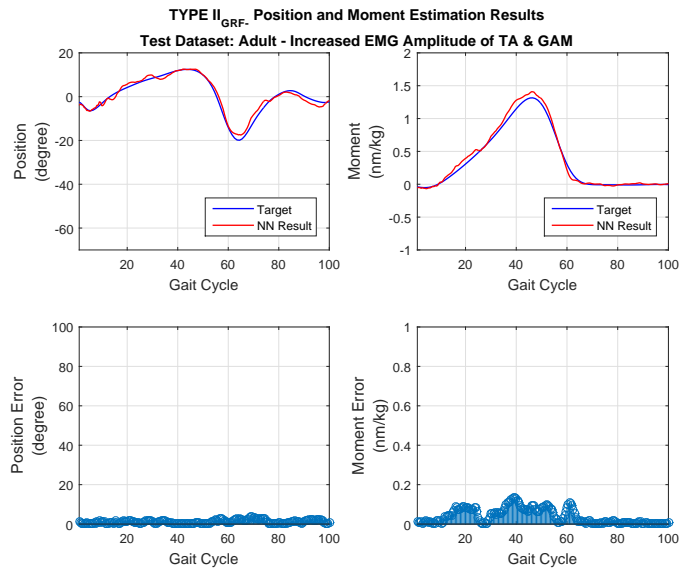 TYPE II_GRF-_ Position and Moment Estimation Results
Test Dataset: Adult - Increased EMG Amplitude of TA & GAM
Position
(degree)
20
0
-20
-40
-60
20 40 60 80 100
Gait Cycle
Target
NN Result
Moment
(nm/kg)
2
1.5
1
0.5
0
-0.5
-1
20 40 60 80 100
Gait Cycle
Target
NN Result
Position Error
(degree)
100
80
60
40
20
0
20 40 60 80 100
Gait Cycle
Moment Error
(nm/kg)
1
0.8
0.6
0.4
0.2
0
20 40 60 80 100
Gait Cycle